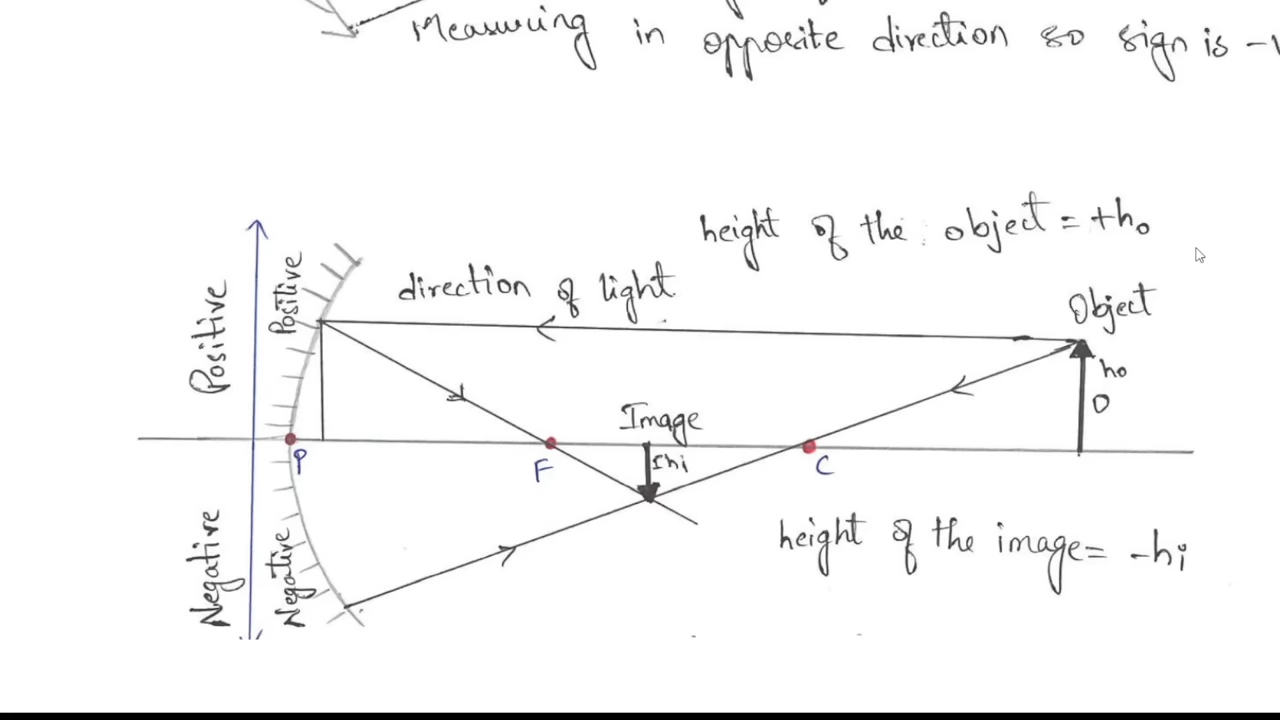 Measuring in opposite direction so sign is -
height of the object = +ho
direction of light
Object
ho
O
Positive
Positive
Image
P
F
C
height of the image = -hi
Negative
Negative